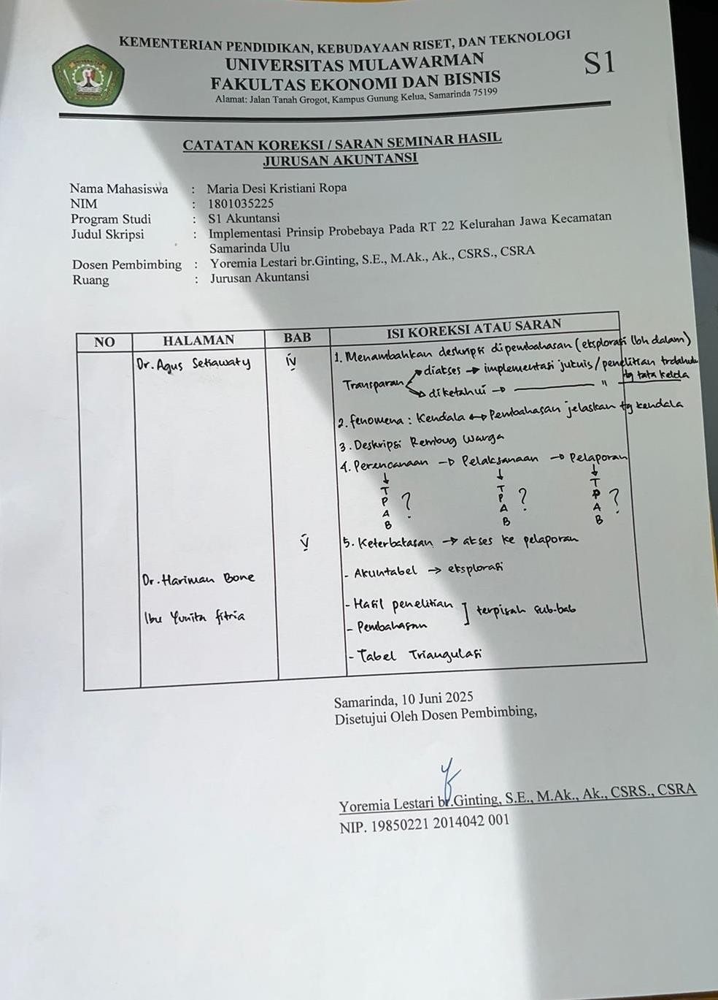 KEMENTERIAN PENDIDIKAN, KEBUDAYAAN RISET, DAN TEKNOLOGI
UNIVERSITAS MULAWARMAN
FAKULTAS EKONOMI DAN BISNIS
Alamat: Jalan Tanah Grogot, Kampus Gunung Kelua, Samarinda 75199
S1
CATATAN KOREKSI / SARAN SEMINAR HASIL
JURUSAN AKUNTANSI
Nama Mahasiswa : Maria Desi Kristiani Ropa
NIM : 1801035225
Program Studi : S1 Akuntansi
Judul Skripsi : Implementasi Prinsip Probebaya Pada RT 22 Kelurahan Jawa Kecamatan
Samarinda Ulu
Dosen Pembimbing : Yoremia Lestari br.Ginting, S.E., M.Ak., Ak., CSRS., CSRA
Ruang : Jurusan Akuntansi
NO HALAMAN BAB ISI KOREKSI ATAU SARAN
Dr. Agus Setiawaty IV 1. Menambahkan deskripsi dipembahasan (eksplorasi lbh dalam)
Transparan diakses → implementasi juknis / penelitian trdahulu
tg tata kelola
diketahui → ——— "
2. fenomena : Kendala ↔ Pembahasan jelaskan tg kendala
3. Deskripsi Rembug Warga
4. Perencanaan → Pelaksanaan → Pelaporan
↓ ↓ ↓
T T T
P ? P ? P ?
A A A
B B B
V 5. Keterbatasan → akses ke pelaporan
Dr. Hariman Bone - Akuntabel → eksplorasi
Ibu Yunita fitria - Hasil penelitian ] terpisah sub-bab
- Pembahasan
- Tabel Triangulasi
Samarinda, 10 Juni 2025
Disetujui Oleh Dosen Pembimbing,
Yoremia Lestari br.Ginting, S.E., M.Ak., Ak., CSRS., CSRA
NIP. 19850221 2014042 001